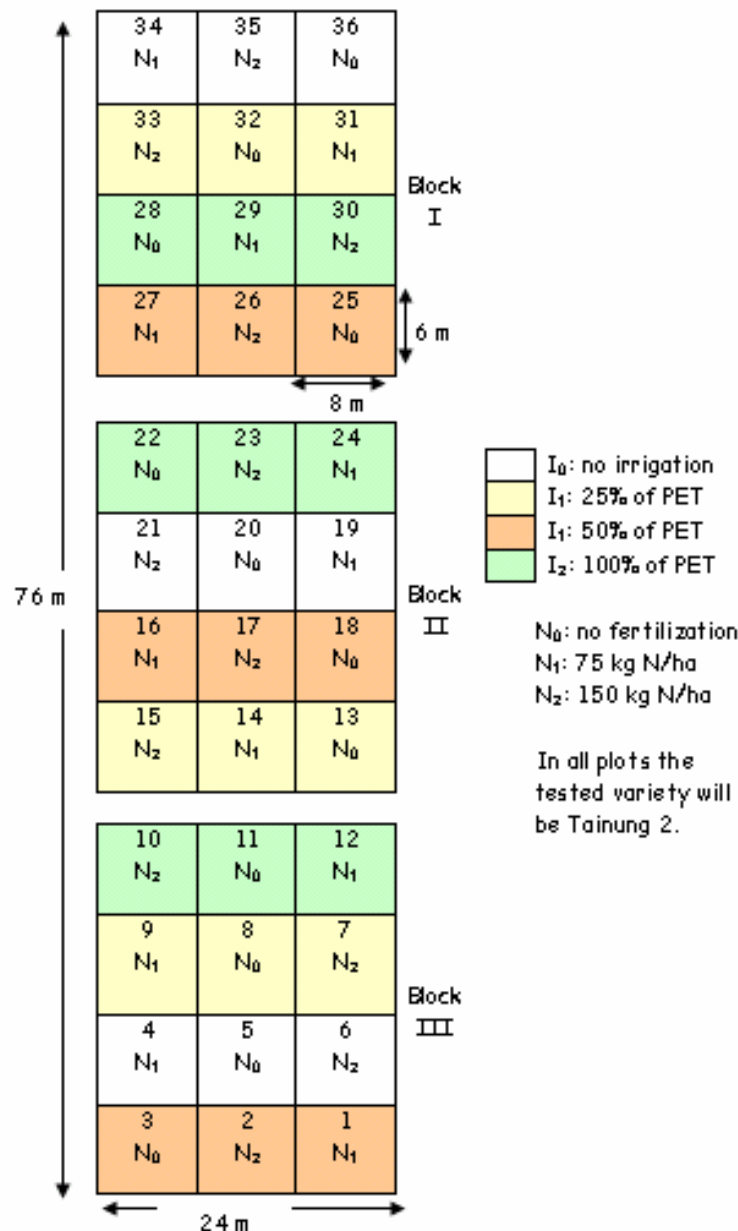 34 35 36
N₁ N₂ N₀
33 32 31
N₂ N₀ N₁
28 29 30
N₀ N₁ N₂
27 26 25
N₁ N₂ N₀
Block
I
6 m
8 m
22 23 24
N₀ N₂ N₁
21 20 19
N₂ N₀ N₁
16 17 18
N₁ N₂ N₀
15 14 13
N₂ N₁ N₀
Block
II
76 m
I₀: no irrigation
I₁: 25% of PET
I₁: 50% of PET
I₂: 100% of PET
N₀: no fertilization
N₁: 75 kg N/ha
N₂: 150 kg N/ha
In all plots the
tested variety will
be Tainung 2.
10 11 12
N₂ N₀ N₁
9 8 7
N₁ N₀ N₂
4 5 6
N₁ N₀ N₂
3 2 1
N₀ N₂ N₁
Block
III
24 m